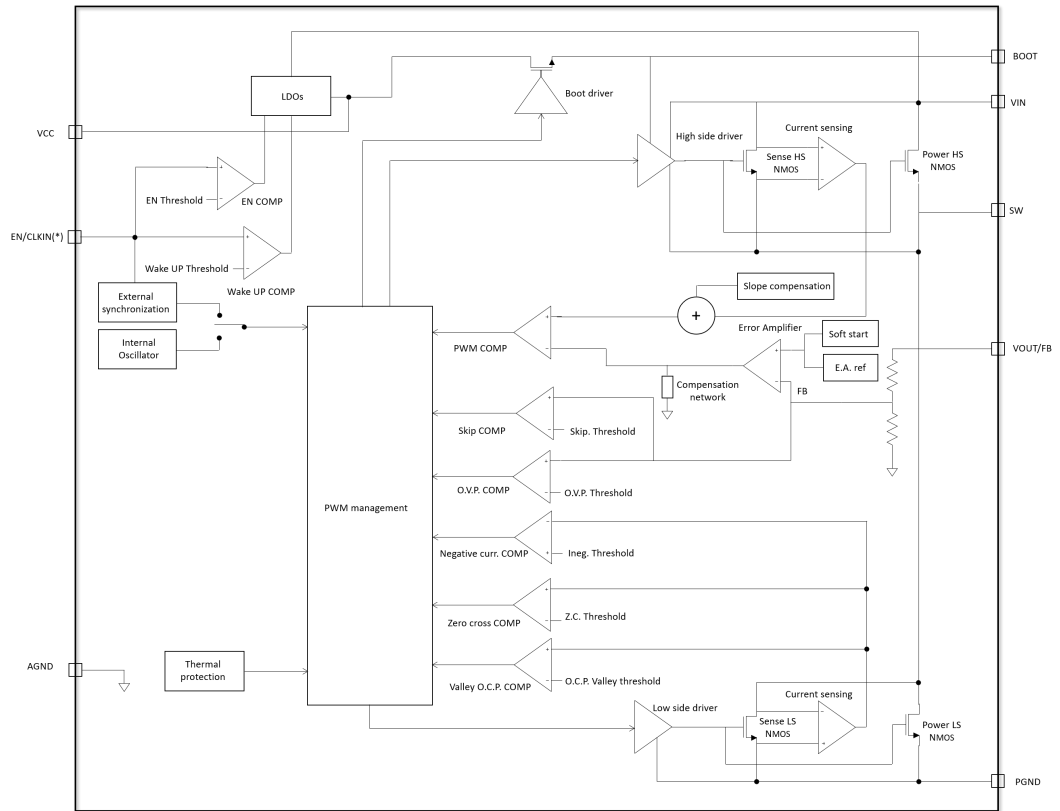 BOOT
LDOs
Boot driver
VIN
VCC
High side driver
Current sensing
+
Sense HS
NMOS
-
Power HS
NMOS
+
EN Threshold
-
EN COMP
SW
EN/CLKIN(*)
+
Wake UP Threshold
-
Wake UP COMP
External
synchronization
Slope compensation
Internal
Oscillator
+
-
PWM COMP
+
Error Amplifier
Soft start
VOUT/FB
+
-
E.A. ref
FB
Compensation
network
+
-
Skip COMP
Skip. Threshold
+
-
O.V.P. COMP
O.V.P. Threshold
PWM management
-
+
Negative curr. COMP
Ineg. Threshold
+
-
Zero cross COMP
Z.C. Threshold
AGND
Thermal
protection
+
-
Valley O.C.P. COMP
O.C.P. Valley threshold
Low side driver
Current sensing
-
+
Sense LS
NMOS
Power LS
NMOS
PGND